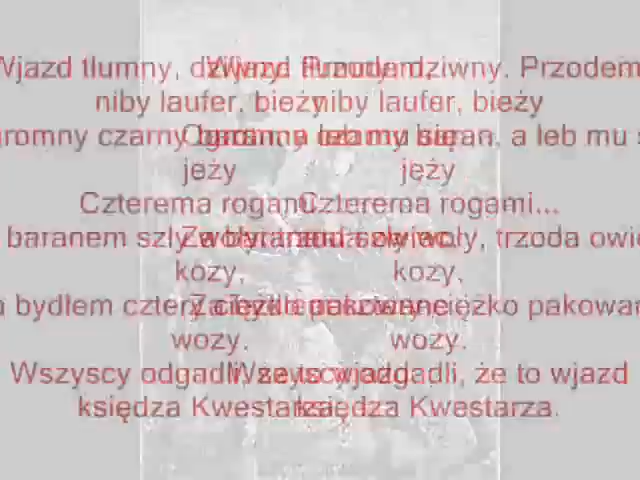 Wjazd tłumny, dziwny. Przodem,
niby laufer, bieży
Ogromny czarny baran, a łeb mu się
jeży
Czterema rogami...
Za baranem szły woły, trzoda owiec,
kozy,
Za bydłem cztery ciężko pakowane
wozy.
Wszyscy odgadli, że to wjazd
księdza Kwestarza.